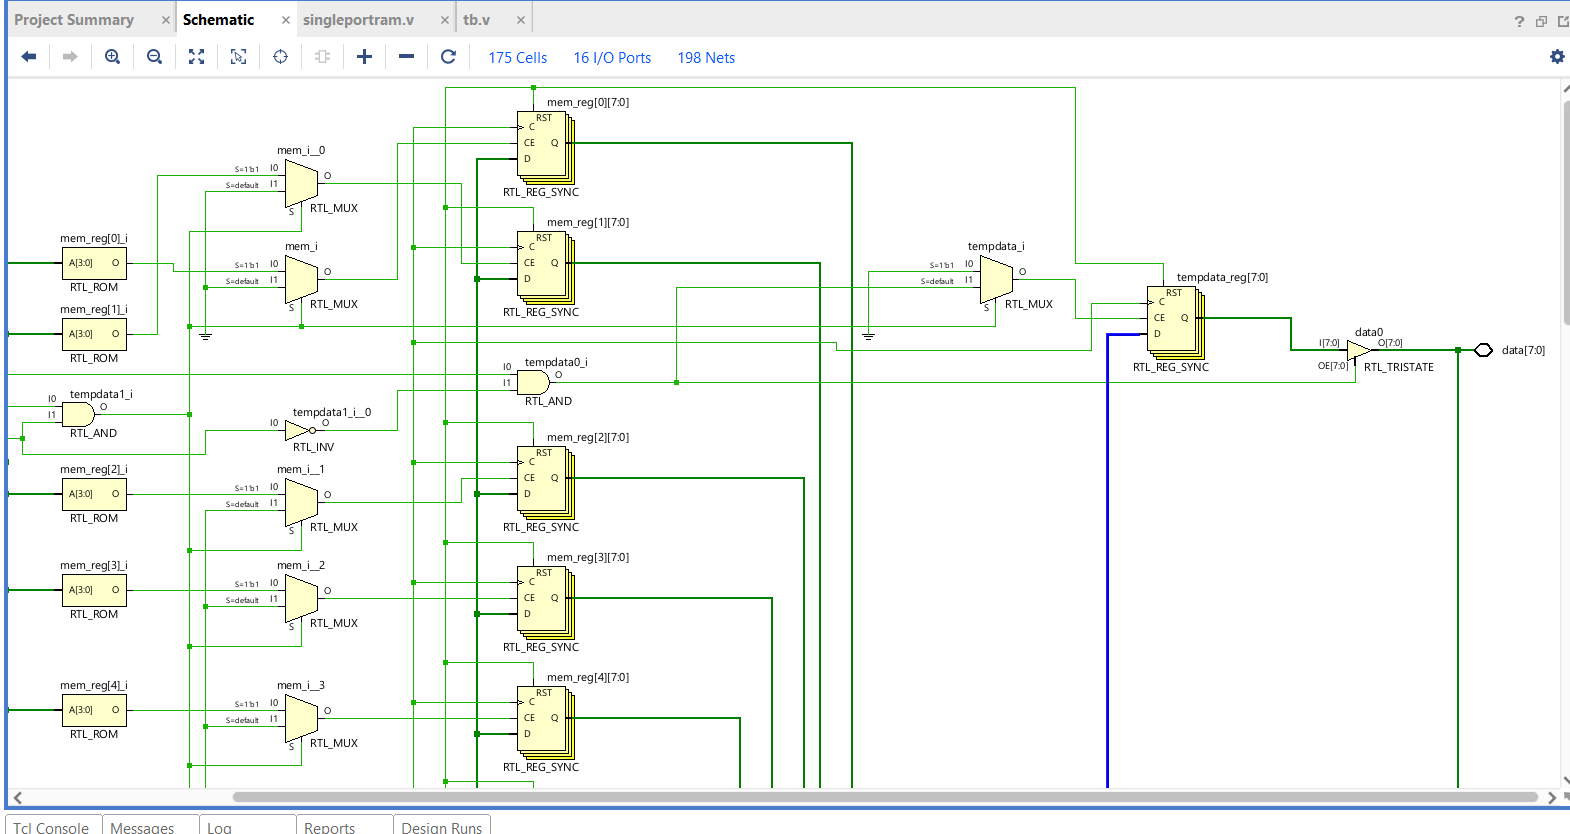 Project Summary × Schematic × singleportram.v × tb.v ×
?
175 Cells 16 I/O Ports 198 Nets
mem_reg[0][7:0]
RST
C
CE Q
D
RTL_REG_SYNC
mem_i__0
S=1'b1 I0
O
S=default I1
S
RTL_MUX
mem_reg[1][7:0]
RST
C
CE Q
D
RTL_REG_SYNC
mem_reg[0]_i
A[3:0] O
RTL_ROM
mem_i
S=1'b1 I0
O
S=default I1
S
RTL_MUX
tempdata_i
S=1'b1 I0
O
S=default I1
S
RTL_MUX
tempdata_reg[7:0]
RST
C
CE Q
D
RTL_REG_SYNC
mem_reg[1]_i
A[3:0] O
RTL_ROM
data0
I[7:0] O[7:0]
OE[7:0]
RTL_TRISTATE
data[7:0]
tempdata0_i
I0
O
I1
RTL_AND
tempdata1_i
I0
O
I1
RTL_AND
tempdata1_i__0
I0 O
RTL_INV
mem_reg[2][7:0]
RST
C
CE Q
D
RTL_REG_SYNC
mem_reg[2]_i
A[3:0] O
RTL_ROM
mem_i__1
S=1'b1 I0
O
S=default I1
S
RTL_MUX
mem_reg[3][7:0]
RST
C
CE Q
D
RTL_REG_SYNC
mem_reg[3]_i
A[3:0] O
RTL_ROM
mem_i__2
S=1'b1 I0
O
S=default I1
S
RTL_MUX
mem_reg[4][7:0]
RST
C
CE Q
D
RTL_REG_SYNC
mem_reg[4]_i
A[3:0] O
RTL_ROM
mem_i__3
S=1'b1 I0
O
S=default I1
S
RTL_MUX
Tcl Console Messages Log Reports Design Runs